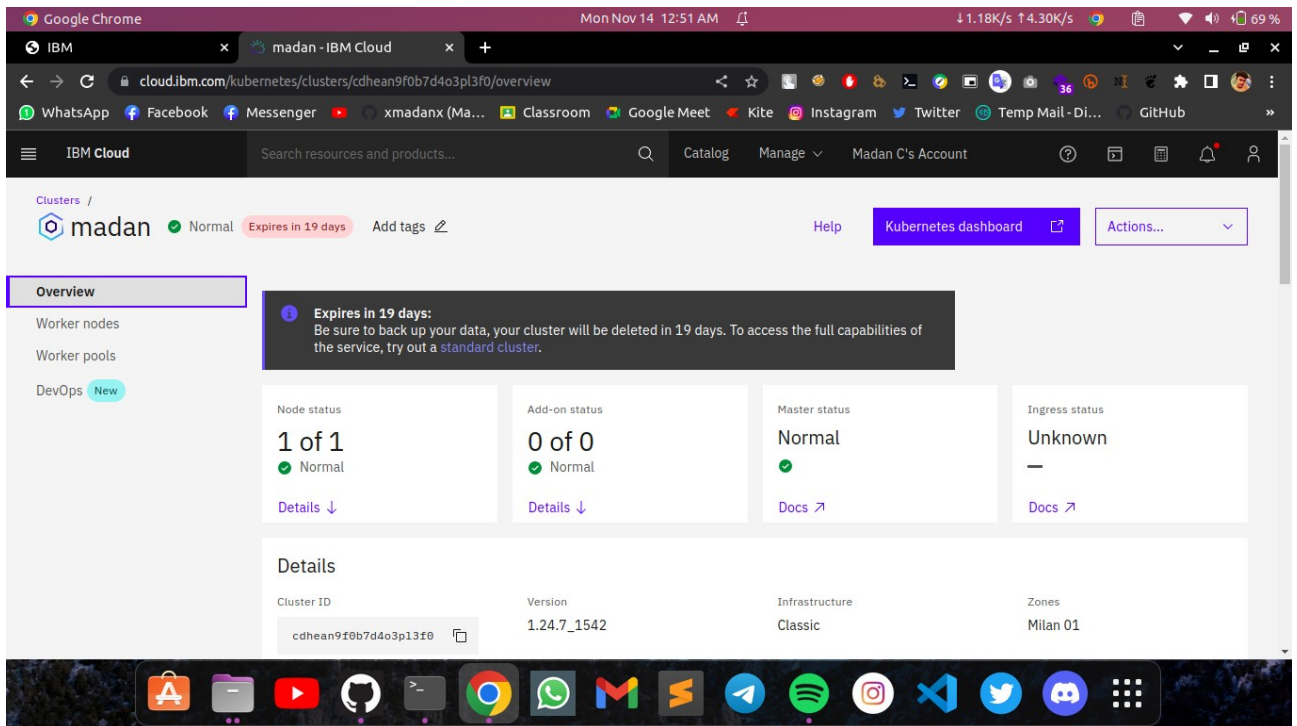 Google Chrome
Mon Nov 14 12:51 AM
↓1.18K/s ↑4.30K/s
69 %
IBM
madan - IBM Cloud
cloud.ibm.com/kubernetes/clusters/cdhean9f0b7d4o3pl3f0/overview
36
WhatsApp
Facebook
Messenger
xmadanx (Ma...
Classroom
Google Meet
Kite
Instagram
Twitter
Temp Mail - Di...
GitHub
»
IBM Cloud
Search resources and products...
Catalog
Manage
Madan C's Account
Clusters /
madan
Normal
Expires in 19 days
Add tags
Help
Kubernetes dashboard
Actions...
Overview
Worker nodes
Worker pools
DevOps New
Expires in 19 days:
Be sure to back up your data, your cluster will be deleted in 19 days. To access the full capabilities of
the service, try out a standard cluster.
Node status
1 of 1
Normal
Details ↓
Add-on status
0 of 0
Normal
Details ↓
Master status
Normal
Docs ↗
Ingress status
Unknown
—
Docs ↗
Details
Cluster ID
cdhean9f0b7d4o3pl3f0
Version
1.24.7_1542
Infrastructure
Classic
Zones
Milan 01